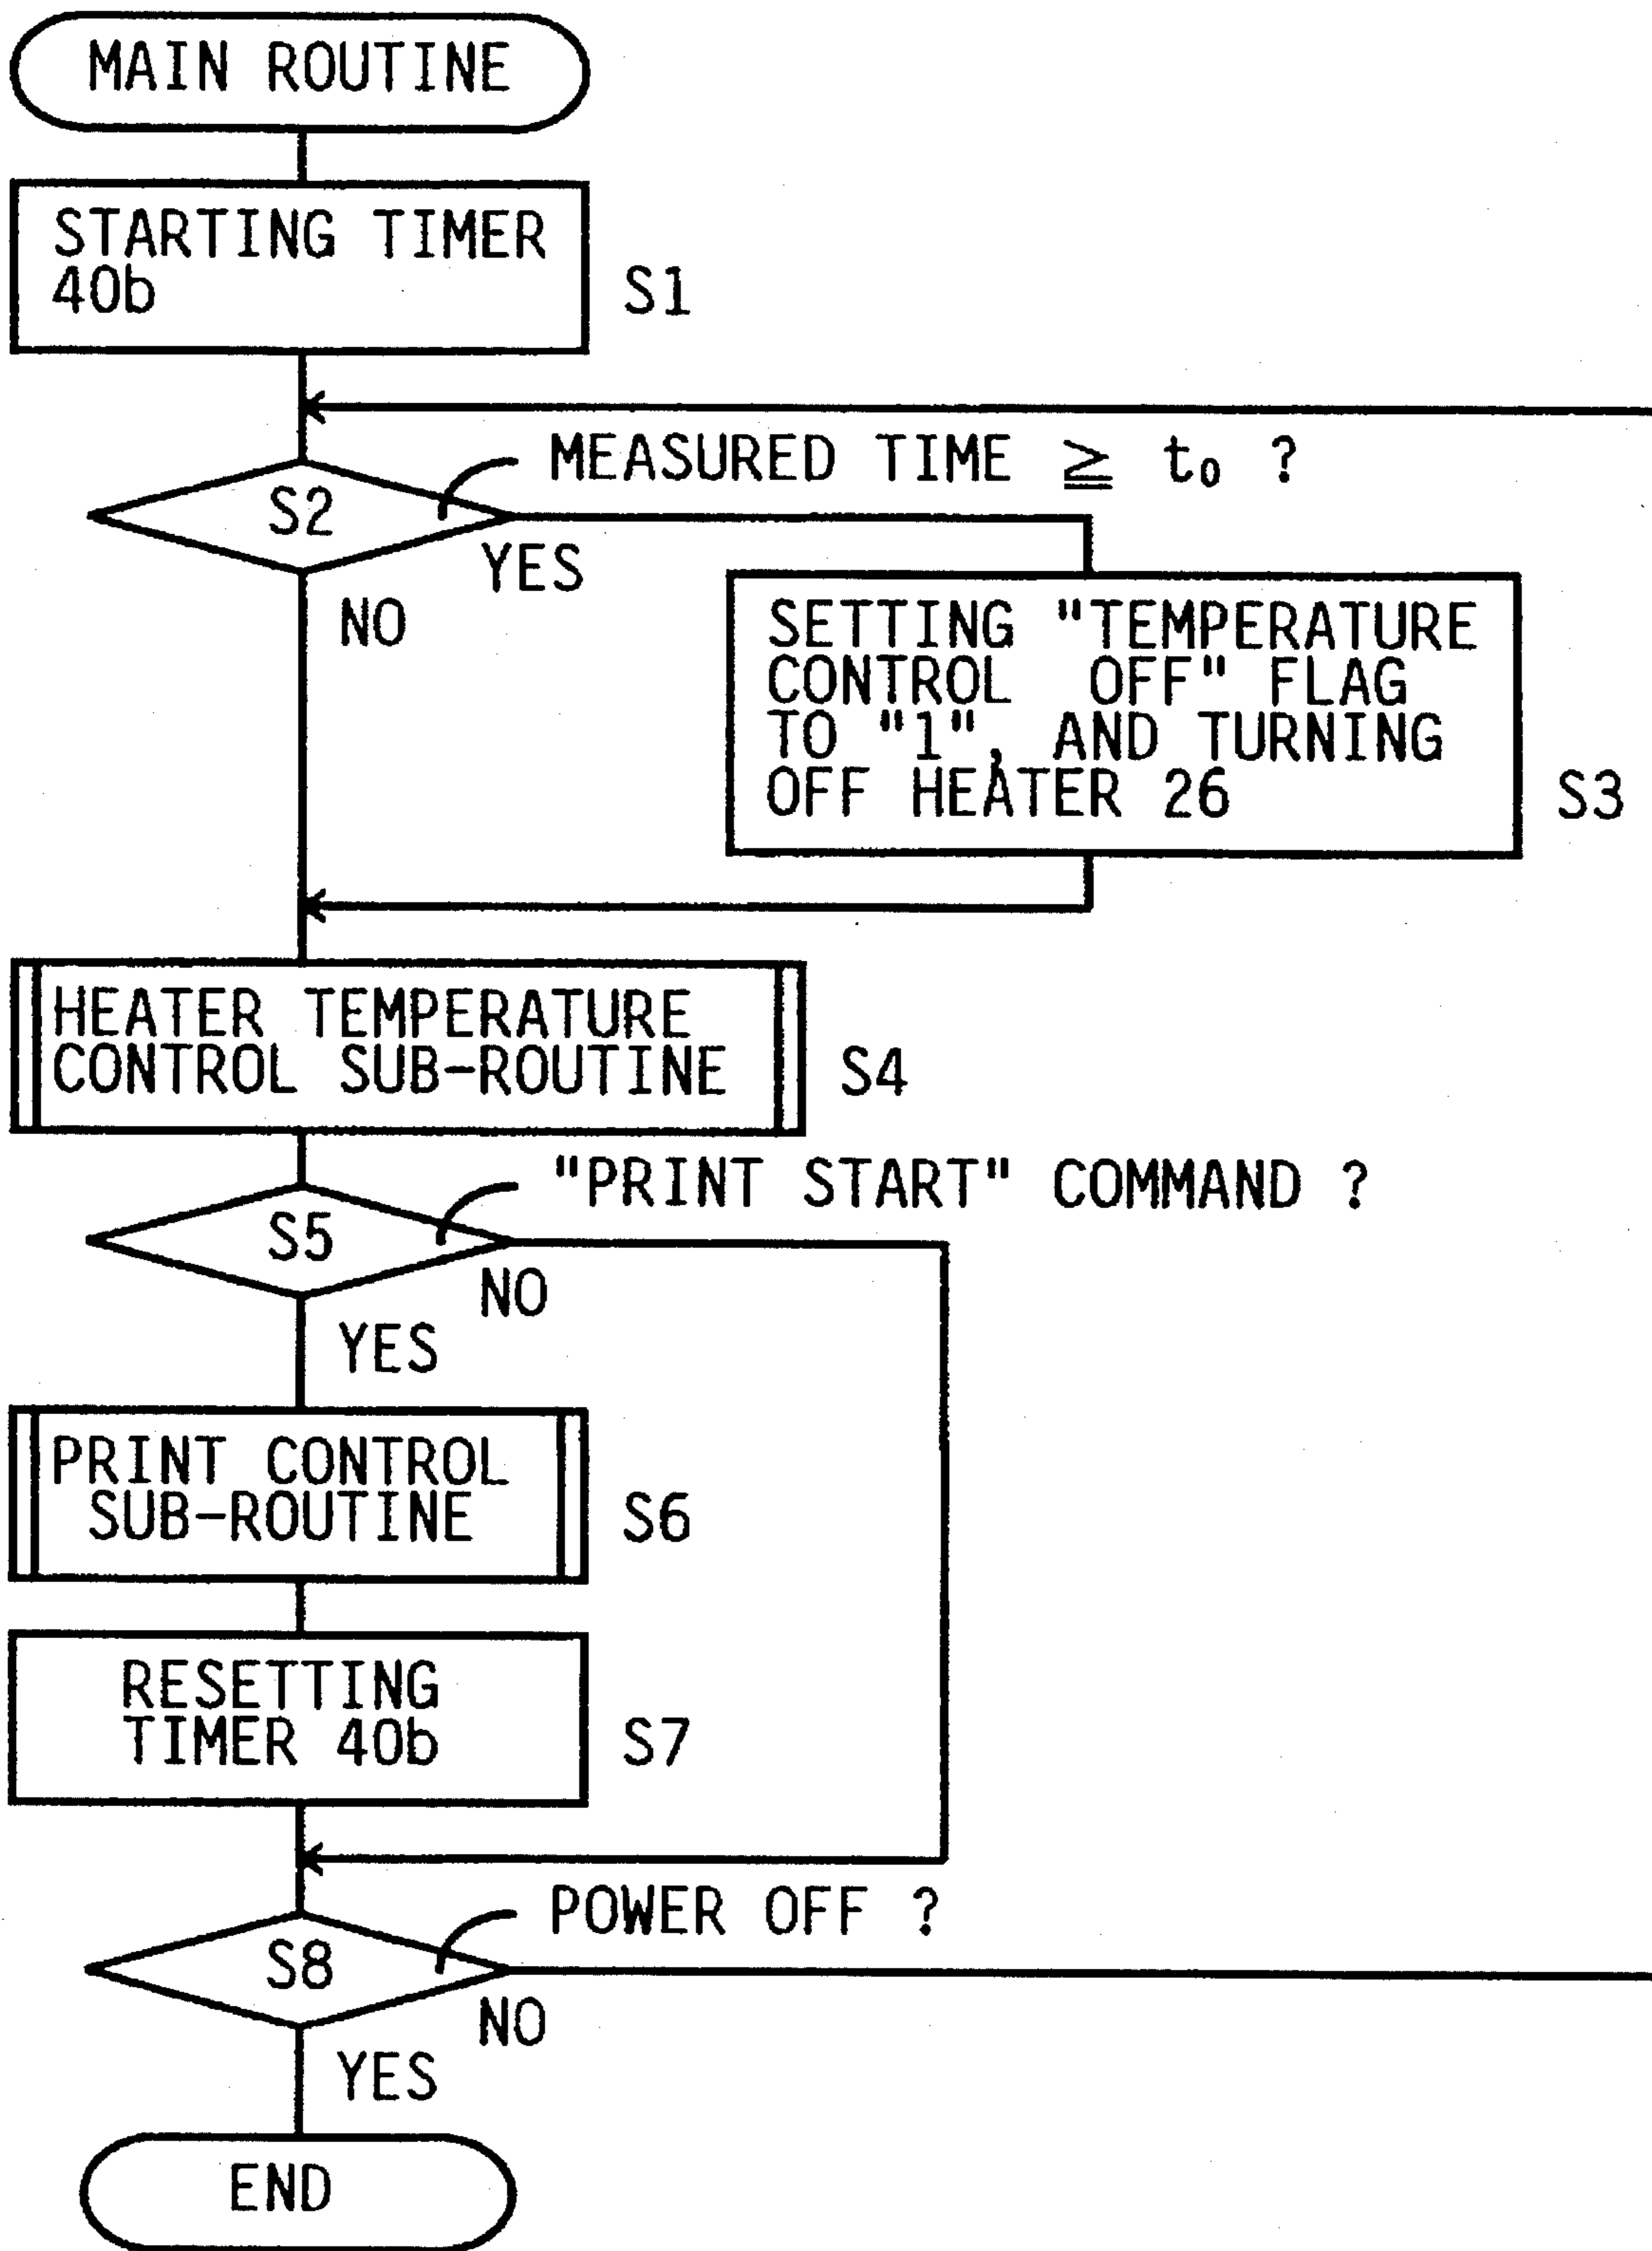 MAIN ROUTINE
STARTING TIMER
40b
S1
MEASURED TIME ≧ t₀ ?
S2
YES
NO
SETTING "TEMPERATURE
CONTROL OFF" FLAG
TO "1", AND TURNING
OFF HEATER 26
S3
HEATER TEMPERATURE
CONTROL SUB-ROUTINE
S4
"PRINT START" COMMAND ?
S5
NO
YES
PRINT CONTROL
SUB-ROUTINE
S6
RESETTING
TIMER 40b
S7
POWER OFF ?
S8
NO
YES
END